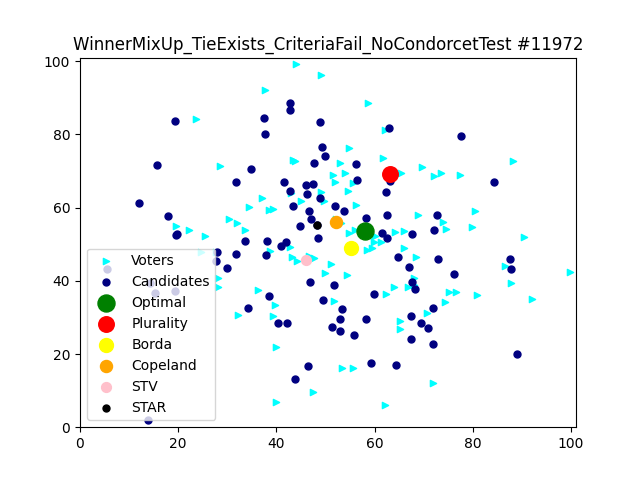 WinnerMixUp_TieExists_CriteriaFail_NoCondorcetTest #11972
100
80
60
40
20
0
Voters
Candidates
Optimal
Plurality
Borda
Copeland
STV
STAR
0 20 40 60 80 100